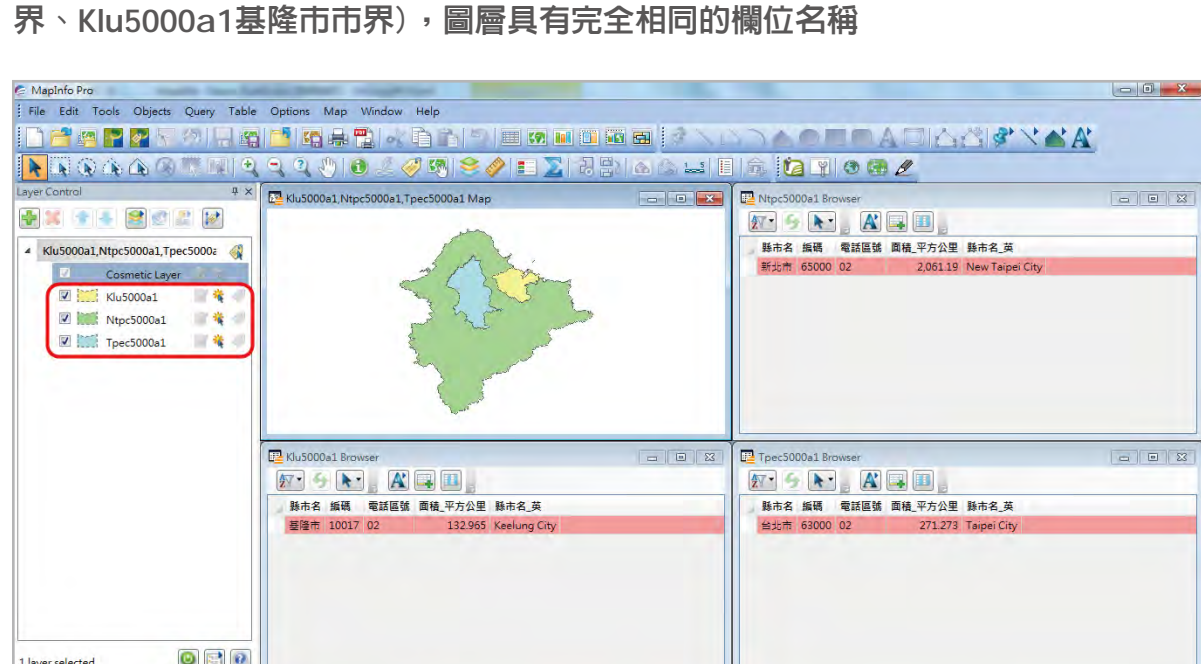 界、Klu5000a1基隆市市界)，圖層具有完全相同的欄位名稱
MapInfo Pro
File Edit Tools Objects Query Table Options Map Window Help
Layer Control
Klu5000a1,Ntpc5000a1,Tpec5000a
Cosmetic Layer
Klu5000a1
Ntpc5000a1
Tpec5000a1
1 layer selected
Klu5000a1,Ntpc5000a1,Tpec5000a1 Map
Ntpc5000a1 Browser
縣市名 編碼 電話區號 面積_平方公里 縣市名_英
新北市 65000 02 2,061.19 New Taipei City
Klu5000a1 Browser
縣市名 編碼 電話區號 面積_平方公里 縣市名_英
基隆市 10017 02 132.965 Keelung City
Tpec5000a1 Browser
縣市名 編碼 電話區號 面積_平方公里 縣市名_英
台北市 63000 02 271.273 Taipei City